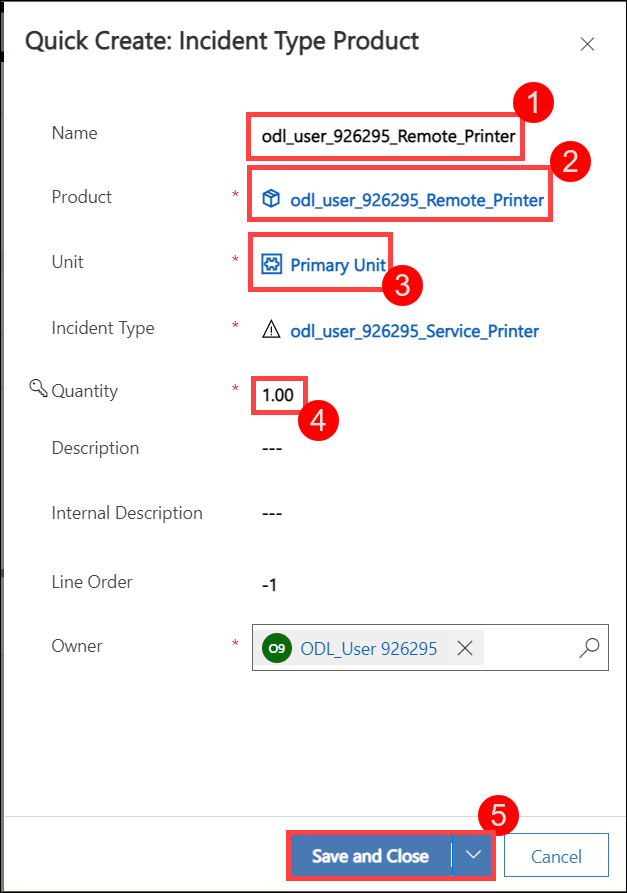 Quick Create: Incident Type Product
1
Name odl_user_926295_Remote_Printer
2
Product * odl_user_926295_Remote_Printer
Unit * Primary Unit
3
Incident Type * odl_user_926295_Service_Printer
Quantity * 1.00
4
Description ---
Internal Description ---
Line Order -1
Owner * O9 ODL_User 926295
5
Save and Close Cancel